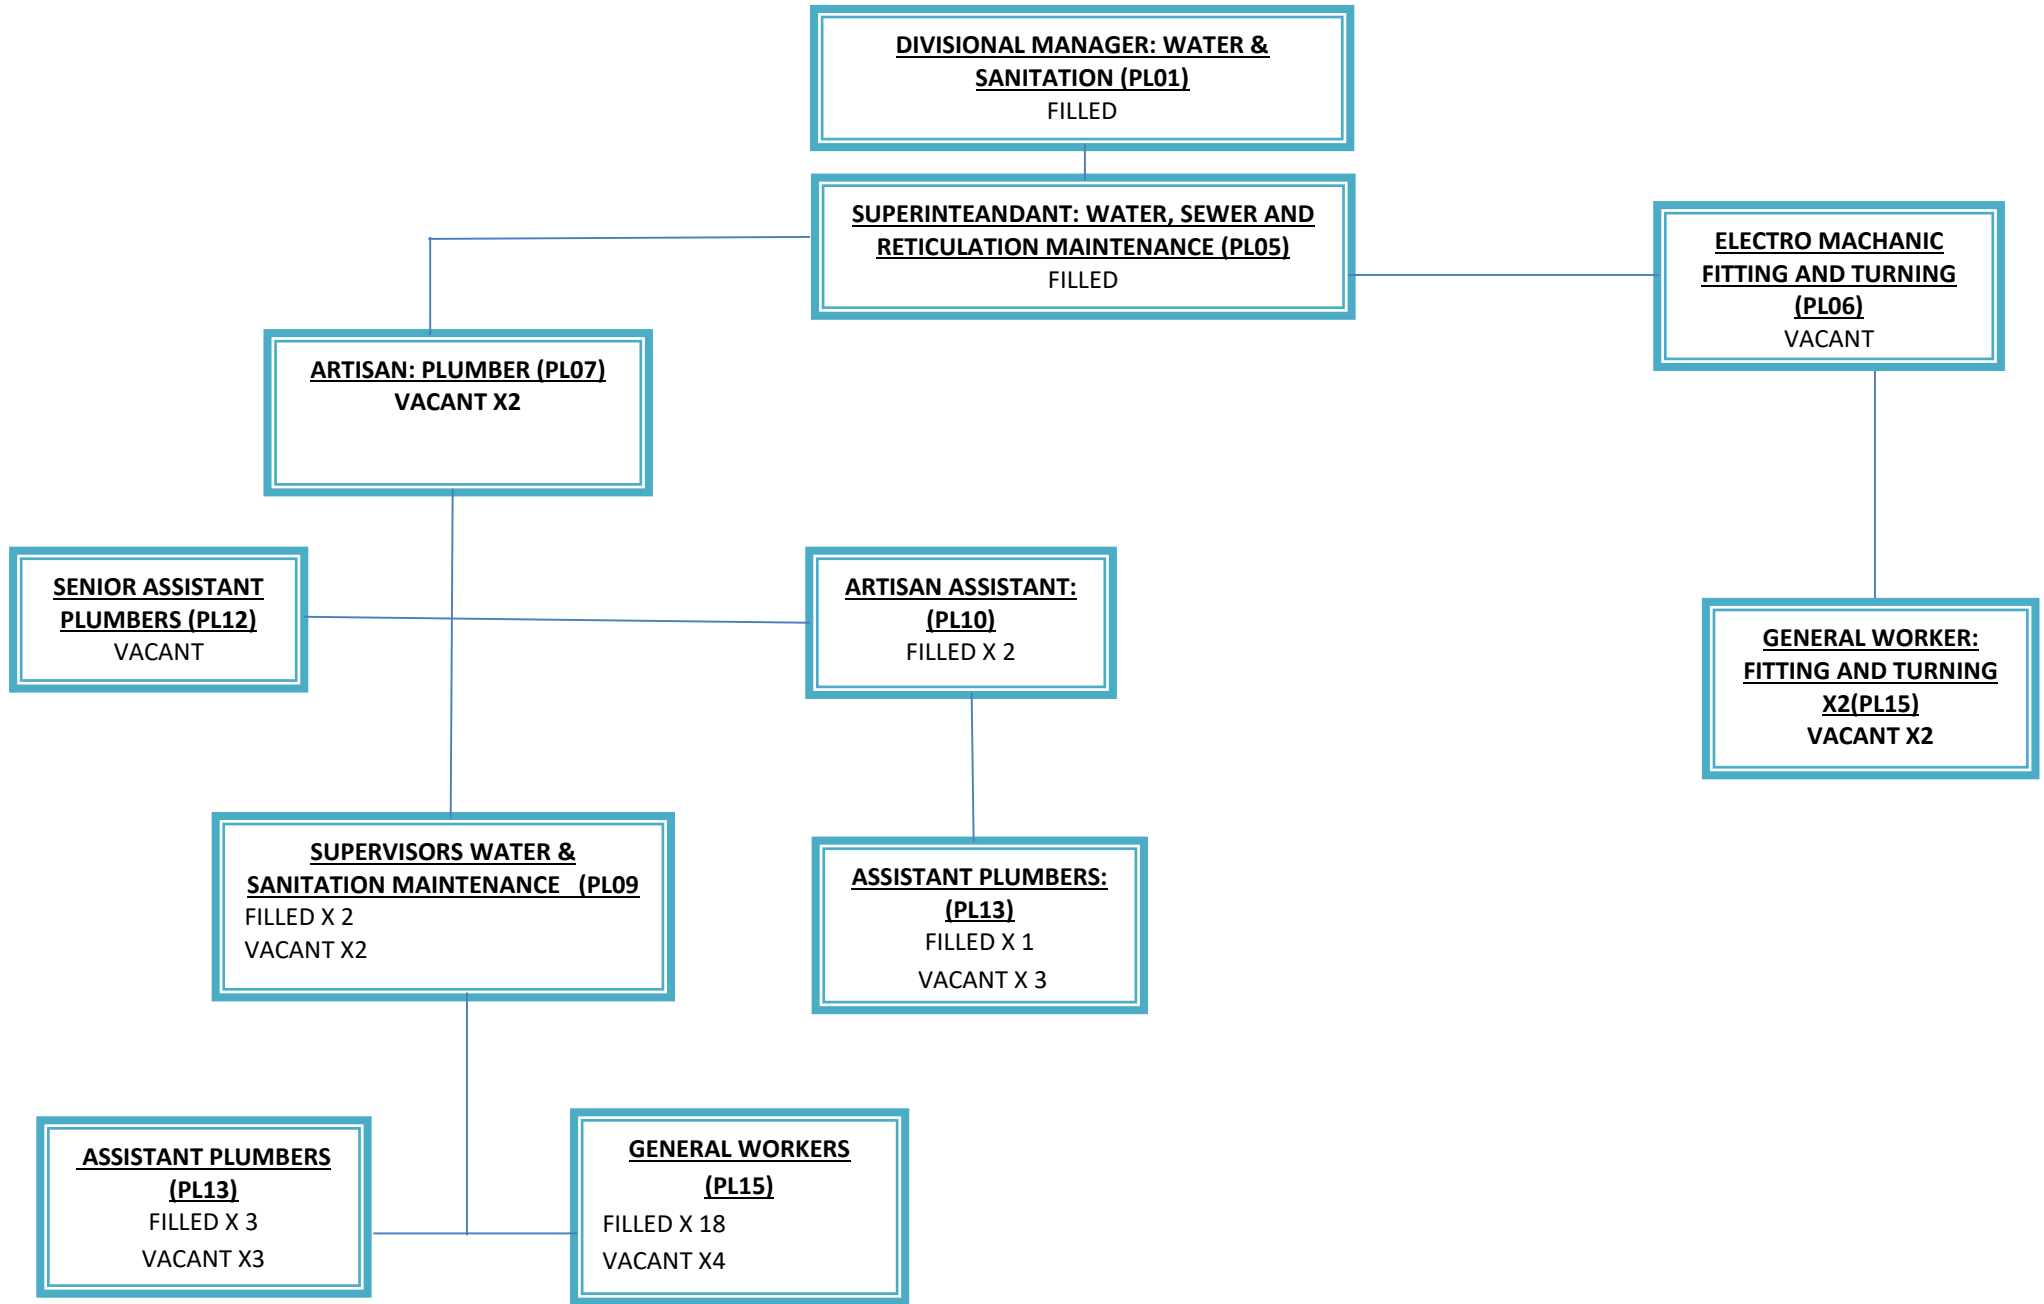 DIVISIONAL MANAGER: WATER &
SANITATION (PL01)
FILLED
SUPERINTEANDANT: WATER, SEWER AND
RETICULATION MAINTENANCE (PL05)
FILLED
ELECTRO MACHANIC
FITTING AND TURNING
(PL06)
VACANT
ARTISAN: PLUMBER (PL07)
VACANT X2
SENIOR ASSISTANT
PLUMBERS (PL12)
VACANT
ARTISAN ASSISTANT:
(PL10)
FILLED X 2
GENERAL WORKER:
FITTING AND TURNING
X2(PL15)
VACANT X2
SUPERVISORS WATER &
SANITATION MAINTENANCE (PL09
FILLED X 2
VACANT X2
ASSISTANT PLUMBERS:
(PL13)
FILLED X 1
VACANT X 3
ASSISTANT PLUMBERS
(PL13)
FILLED X 3
VACANT X3
GENERAL WORKERS
(PL15)
FILLED X 18
VACANT X4